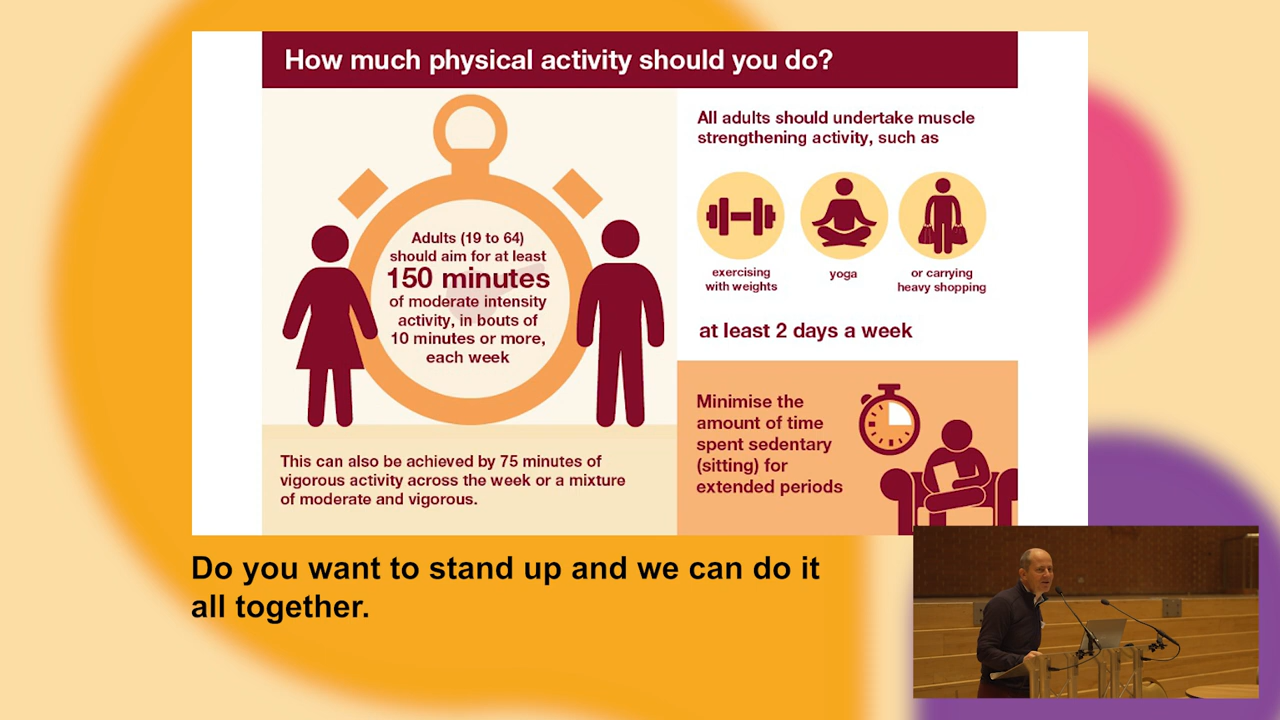 How much physical activity should you do?
Adults (19 to 64)
should aim for at least
150 minutes
of moderate intensity
activity, in bouts of
10 minutes or more,
each week
This can also be achieved by 75 minutes of
vigorous activity across the week or a mixture
of moderate and vigorous.
All adults should undertake muscle
strengthening activity, such as
exercising
with weights
yoga
or carrying
heavy shopping
at least 2 days a week
Minimise the
amount of time
spent sedentary
(sitting) for
extended periods
Do you want to stand up and we can do it
all together.